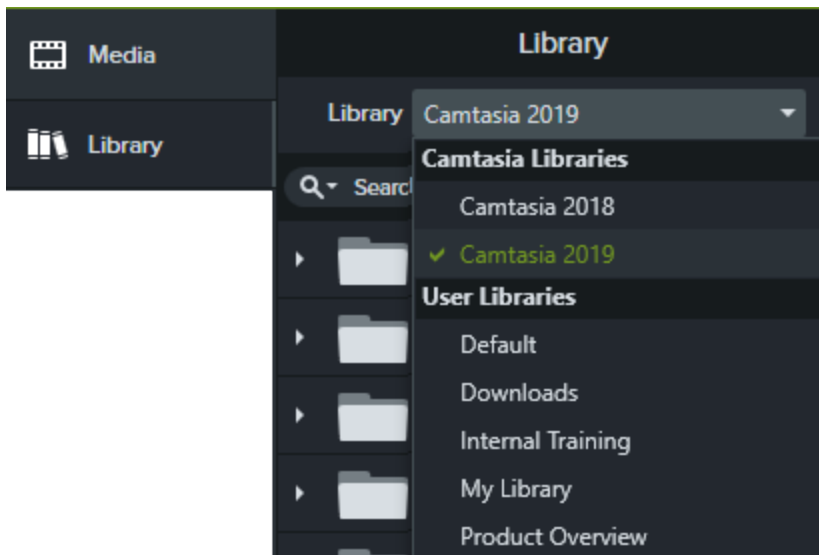 Media
Library
Library
Library Camtasia 2019
Camtasia Libraries
Camtasia 2018
Camtasia 2019
User Libraries
Default
Downloads
Internal Training
My Library
Product Overview